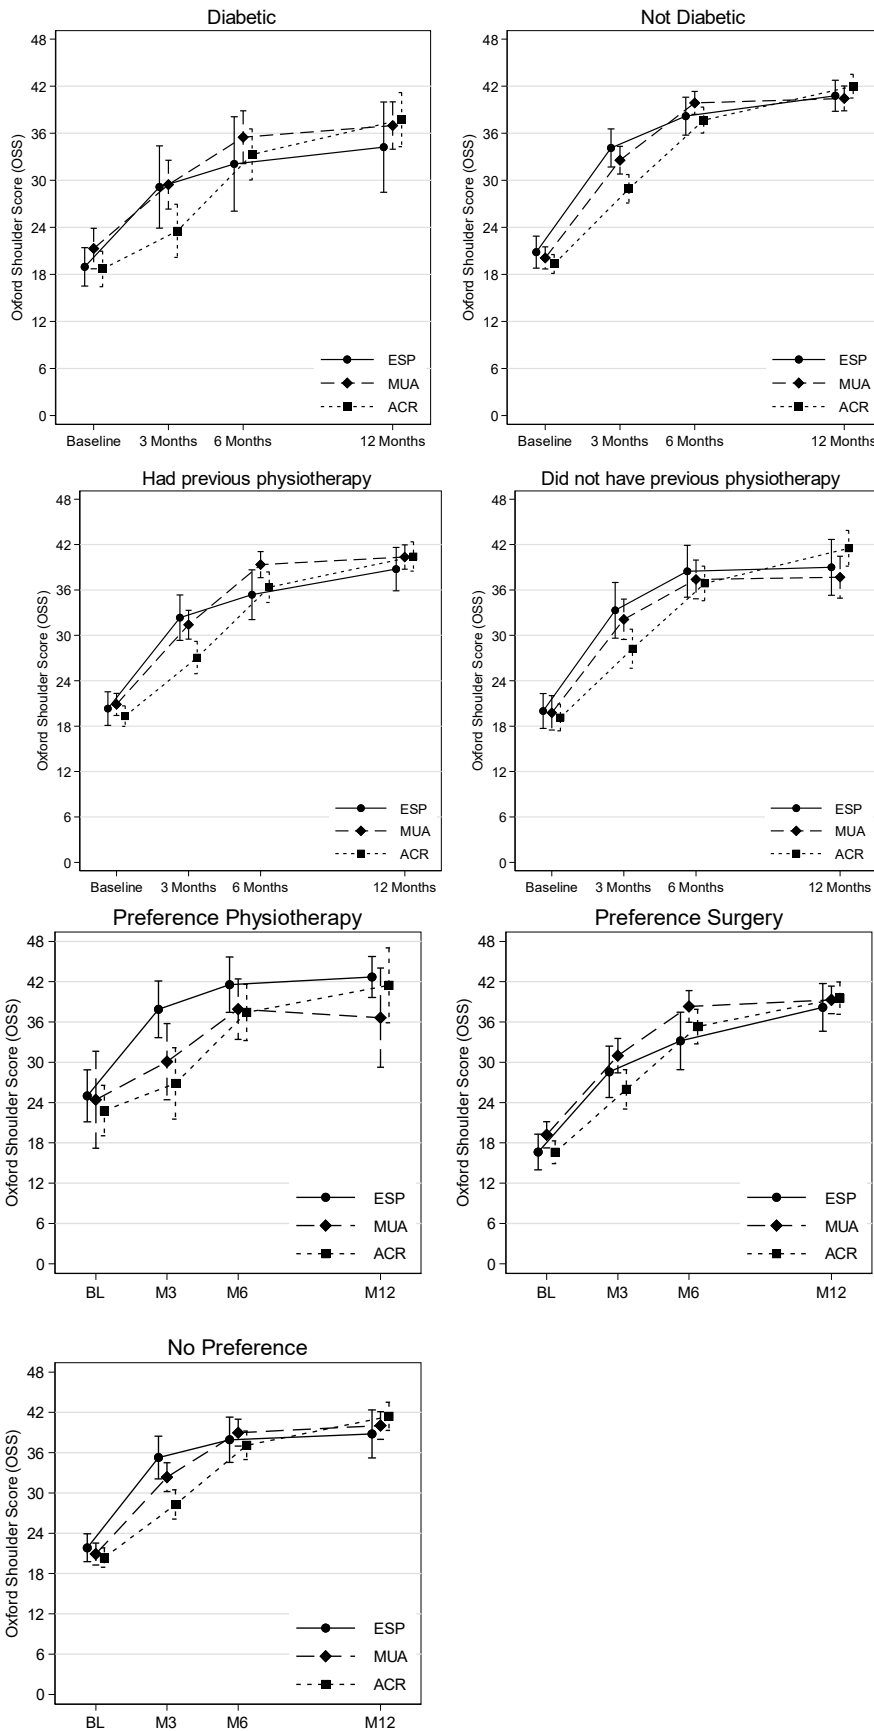 Diabetic
Oxford Shoulder Score (OSS)
48
42
36
30
24
18
12
6
0
ESP
MUA
ACR
Baseline 3 Months 6 Months 12 Months
Not Diabetic
Oxford Shoulder Score (OSS)
48
42
36
30
24
18
12
6
0
ESP
MUA
ACR
Baseline 3 Months 6 Months 12 Months
Had previous physiotherapy
Oxford Shoulder Score (OSS)
48
42
36
30
24
18
12
6
0
ESP
MUA
ACR
Baseline 3 Months 6 Months 12 Months
Did not have previous physiotherapy
Oxford Shoulder Score (OSS)
48
42
36
30
24
18
12
6
0
ESP
MUA
ACR
Baseline 3 Months 6 Months 12 Months
Preference Physiotherapy
Oxford Shoulder Score (OSS)
48
42
36
30
24
18
12
6
0
ESP
MUA
ACR
BL M3 M6 M12
Preference Surgery
Oxford Shoulder Score (OSS)
48
42
36
30
24
18
12
6
0
ESP
MUA
ACR
BL M3 M6 M12
No Preference
Oxford Shoulder Score (OSS)
48
42
36
30
24
18
12
6
0
ESP
MUA
ACR
BL M3 M6 M12